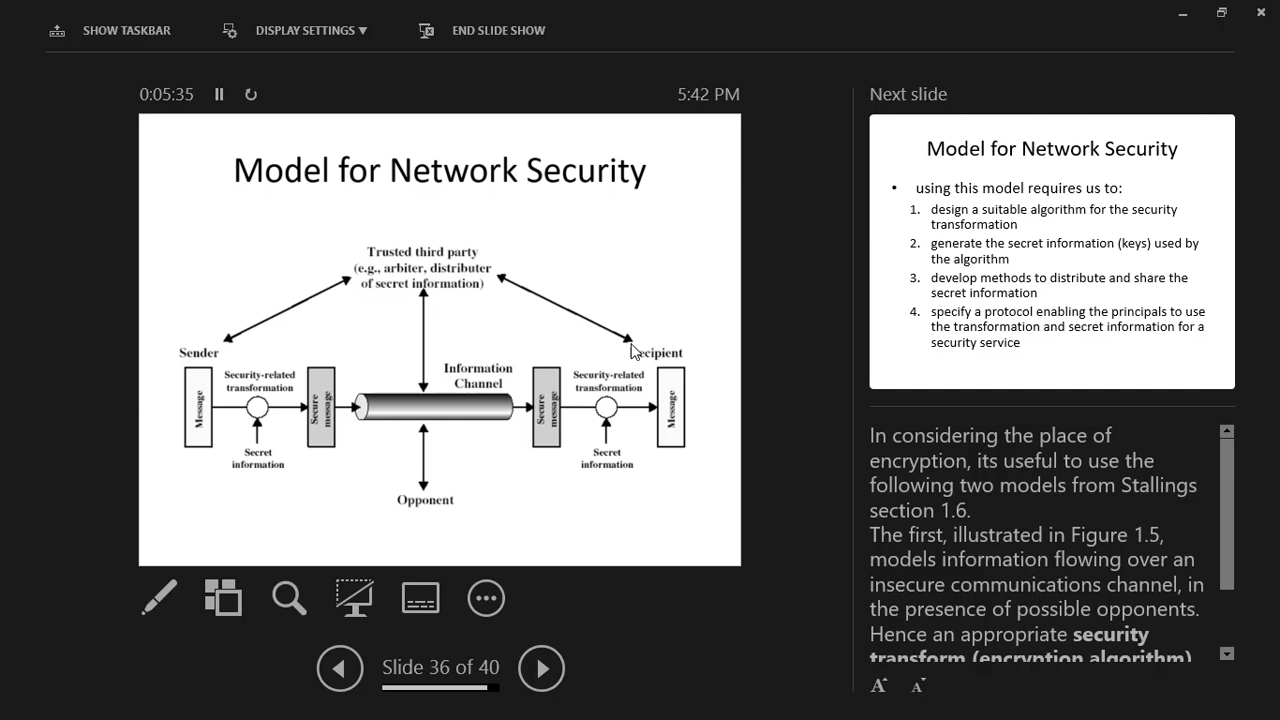 SHOW TASKBAR
DISPLAY SETTINGS ▼
END SLIDE SHOW
0:05:35
5:42 PM
Model for Network Security
Trusted third party
(e.g., arbiter, distributer
of secret information)
Sender
ecipient
Information
Channel
Security-related
transformation
Security-related
transformation
Message
Secure
message
Secure
message
Message
Secret
information
Secret
information
Opponent
Slide 36 of 40
Next slide
Model for Network Security
• using this model requires us to:
1. design a suitable algorithm for the security
transformation
2. generate the secret information (keys) used by
the algorithm
3. develop methods to distribute and share the
secret information
4. specify a protocol enabling the principals to use
the transformation and secret information for a
security service
In considering the place of
encryption, its useful to use the
following two models from Stallings
section 1.6.
The first, illustrated in Figure 1.5,
models information flowing over an
insecure communications channel, in
the presence of possible opponents.
Hence an appropriate security
transform (encryption algorithm)
A A